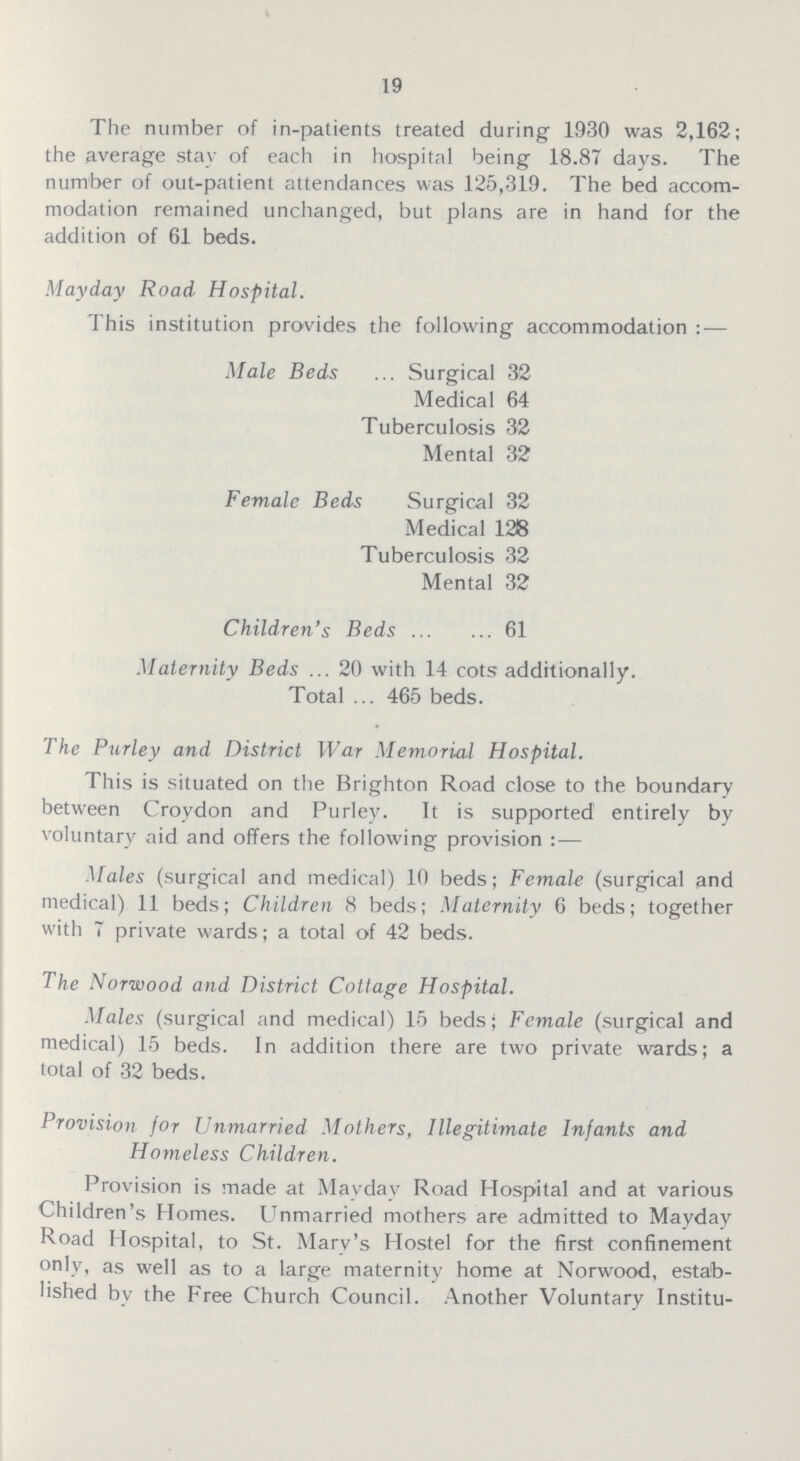 19
The number of in-patients treated during 1930 was 2,162;
the average stay of each in hospital being 18.87 days. The
number of out-patient attendances was 125,319. The bed accom-
modation remained unchanged, but plans are in hand for the
addition of 61 beds.
Mayday Road Hospital.
This institution provides the following accommodation :—
Male Beds ... Surgical 32
Medical 64
Tuberculosis 32
Mental 32
Female Beds Surgical 32
Medical 128
Tuberculosis 32
Mental 32
Children's Beds ... ... 61
Maternity Beds ... 20 with 14 cots additionally.
Total ... 465 beds.
The Purley and District War Memorial Hospital.
This is situated on the Brighton Road close to the boundary
between Croydon and Purley. It is supported entirely by
voluntary aid and offers the following provision :—
Males (surgical and medical) 10 beds; Female (surgical and
medical) 11 beds; Children 8 beds; Maternity 6 beds; together
with 7 private wards; a total of 42 beds.
The Norwood and District Cottage Hospital.
Males (surgical and medical) 15 beds; Female (surgical and
medical) 15 beds. In addition there are two private wards; a
total of 32 beds.
Provision for Unmarried Mothers, Illegitimate Infants and
Homeless Children.
Provision is made at Mayday Road Hospital and at various
Children's Homes. Unmarried mothers are admitted to Mayday
Road Hospital, to St. Mary's Hostel for the first confinement
only, as well as to a large maternity home at Norwood, estab-
lished by the Free Church Council. Another Voluntary Institu-